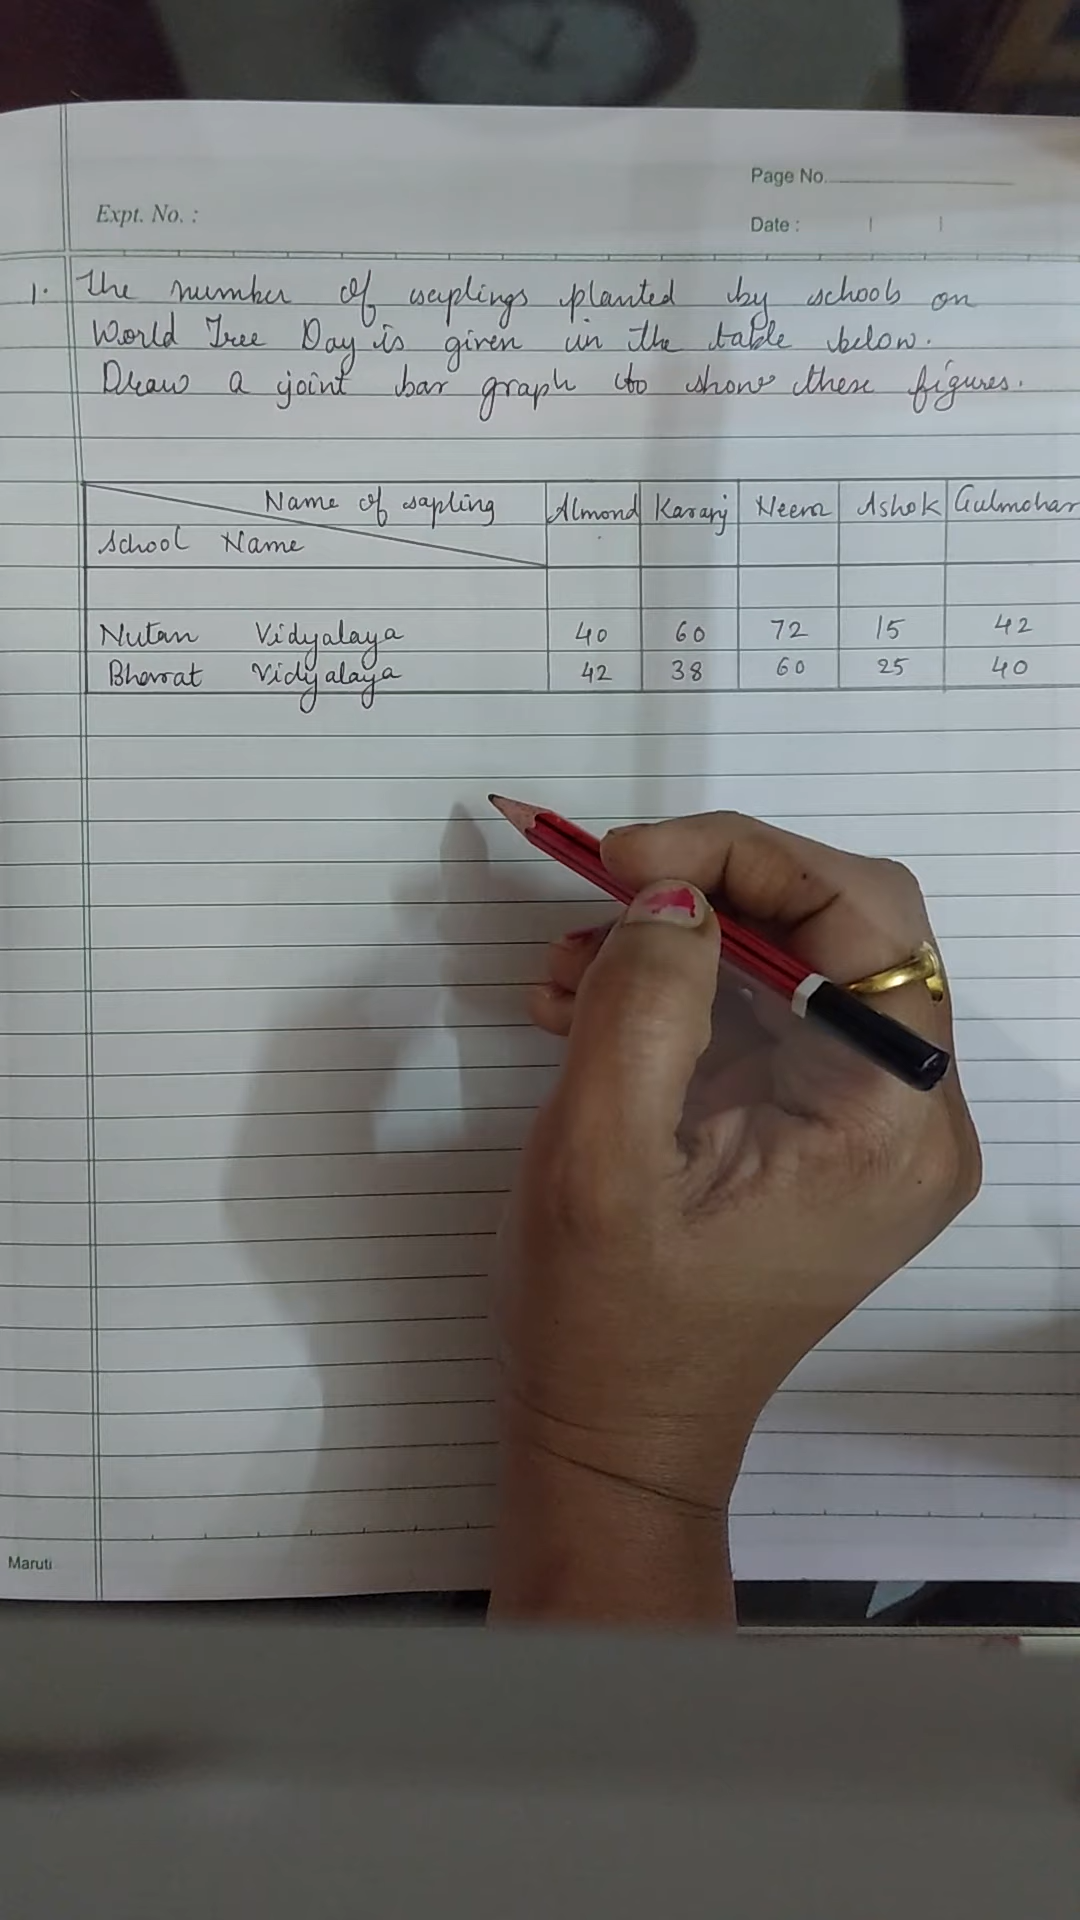 Page No.
Expt. No. :
Date :
1. The number of saplings planted by schools on
World Tree Day is given in the table below.
Draw a joint bar graph to show these figures.
Name of sapling Almond Karanj Neem Ashok Gulmohar
School Name
Nutan Vidyalaya 40 60 72 15 42
Bharat Vidyalaya 42 38 60 25 40
Maruti